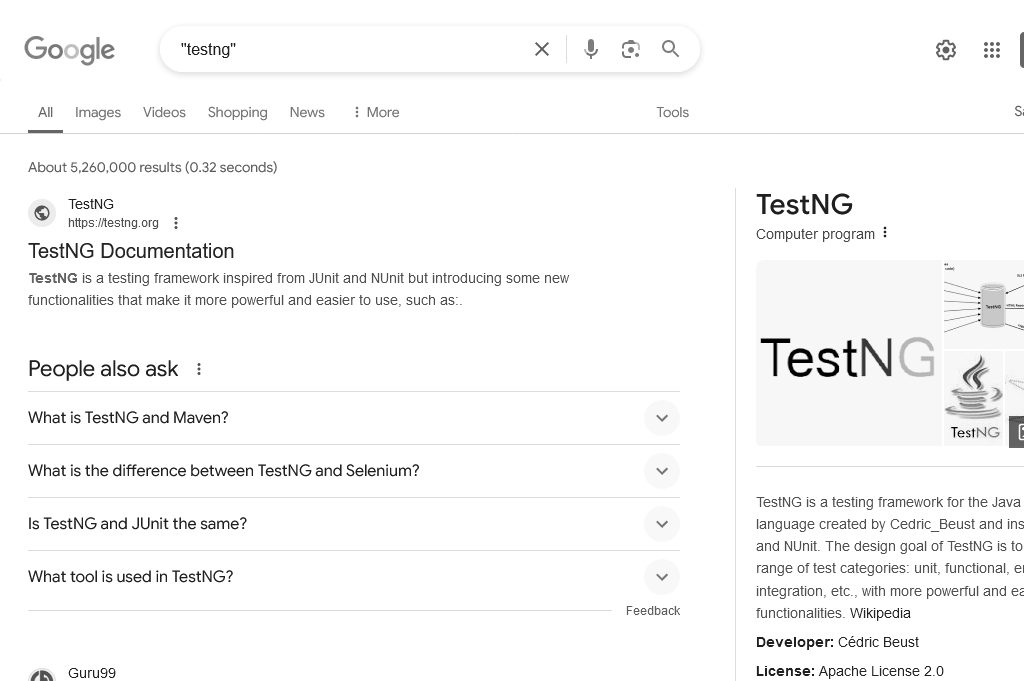 Google
"testng"
All
Images
Videos
Shopping
News
More
Tools
About 5,260,000 results (0.32 seconds)
TestNG
https://testng.org
TestNG Documentation
TestNG is a testing framework inspired from JUnit and NUnit but introducing some new
functionalities that make it more powerful and easier to use, such as:.
People also ask
What is TestNG and Maven?
What is the difference between TestNG and Selenium?
Is TestNG and JUnit the same?
What tool is used in TestNG?
Feedback
Guru99
TestNG
Computer program
TestNG
TestNG
TestNG
TestNG is a testing framework for the Java
language created by Cedric_Beust and ins
and NUnit. The design goal of TestNG is to
range of test categories: unit, functional, e
integration, etc., with more powerful and ea
functionalities. Wikipedia
Developer: Cédric Beust
License: Apache License 2.0